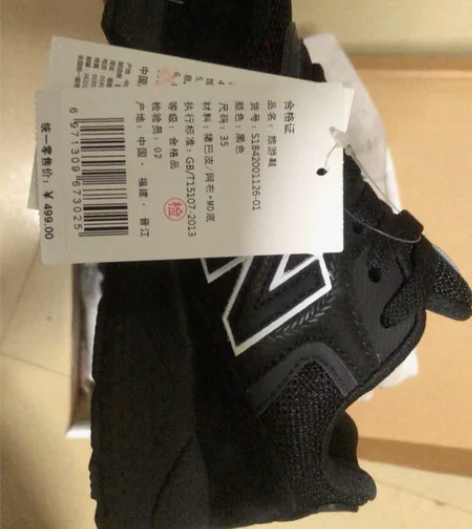 合格证
品名：旅游鞋
货号：S1842001126-01
颜色：黑色
尺码：35
材料：猪巴皮/网布+MD底
执行标准：GB/T15107-2013
等级：合格品
检验员：02
产地：中国·福建·晋江
检
6971309673025
统一零售价：¥499.00
中国